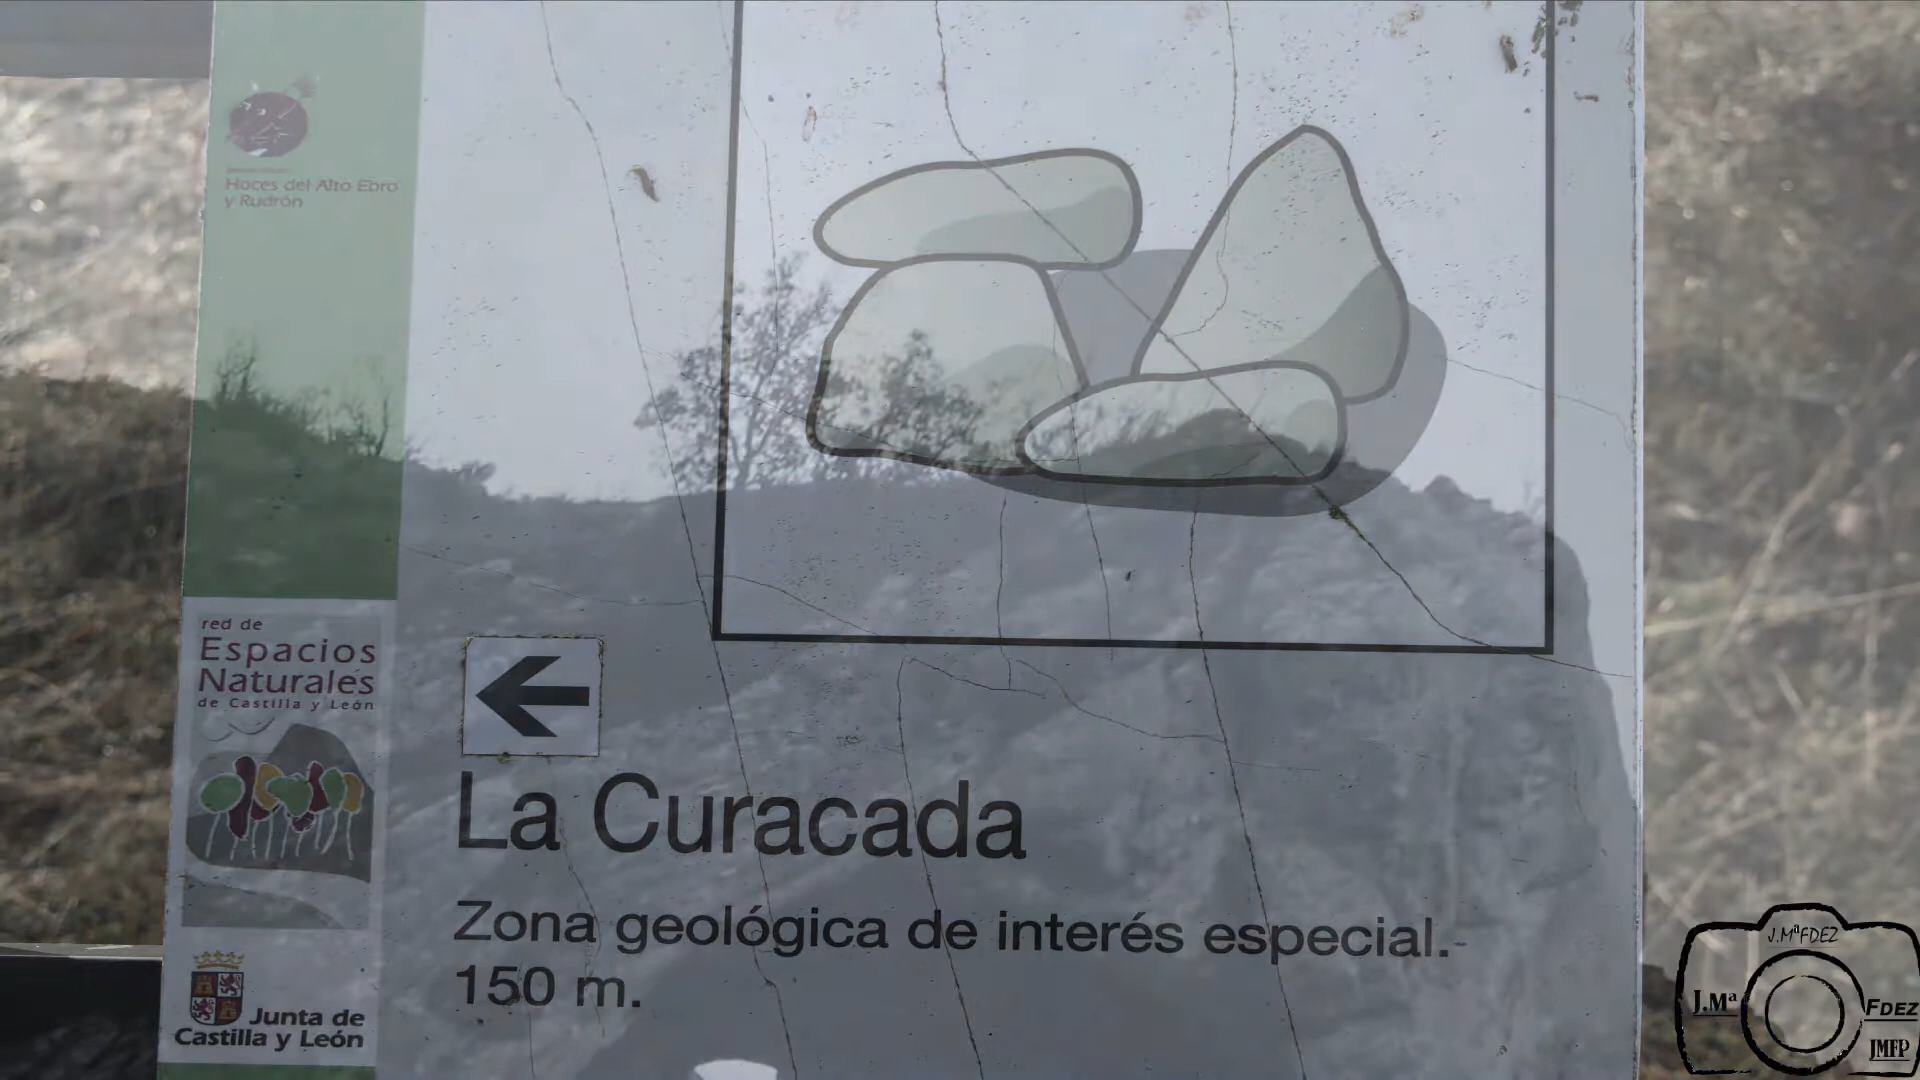 Hoces del Alto Ebro
y Rudrón
red de
Espacios
Naturales
de Castilla y León
La Curacada
Zona geológica de interés especial.-
150 m.
Junta de
Castilla y León
J.MªFDEZ
J.Mª
FDEZ
JMFP